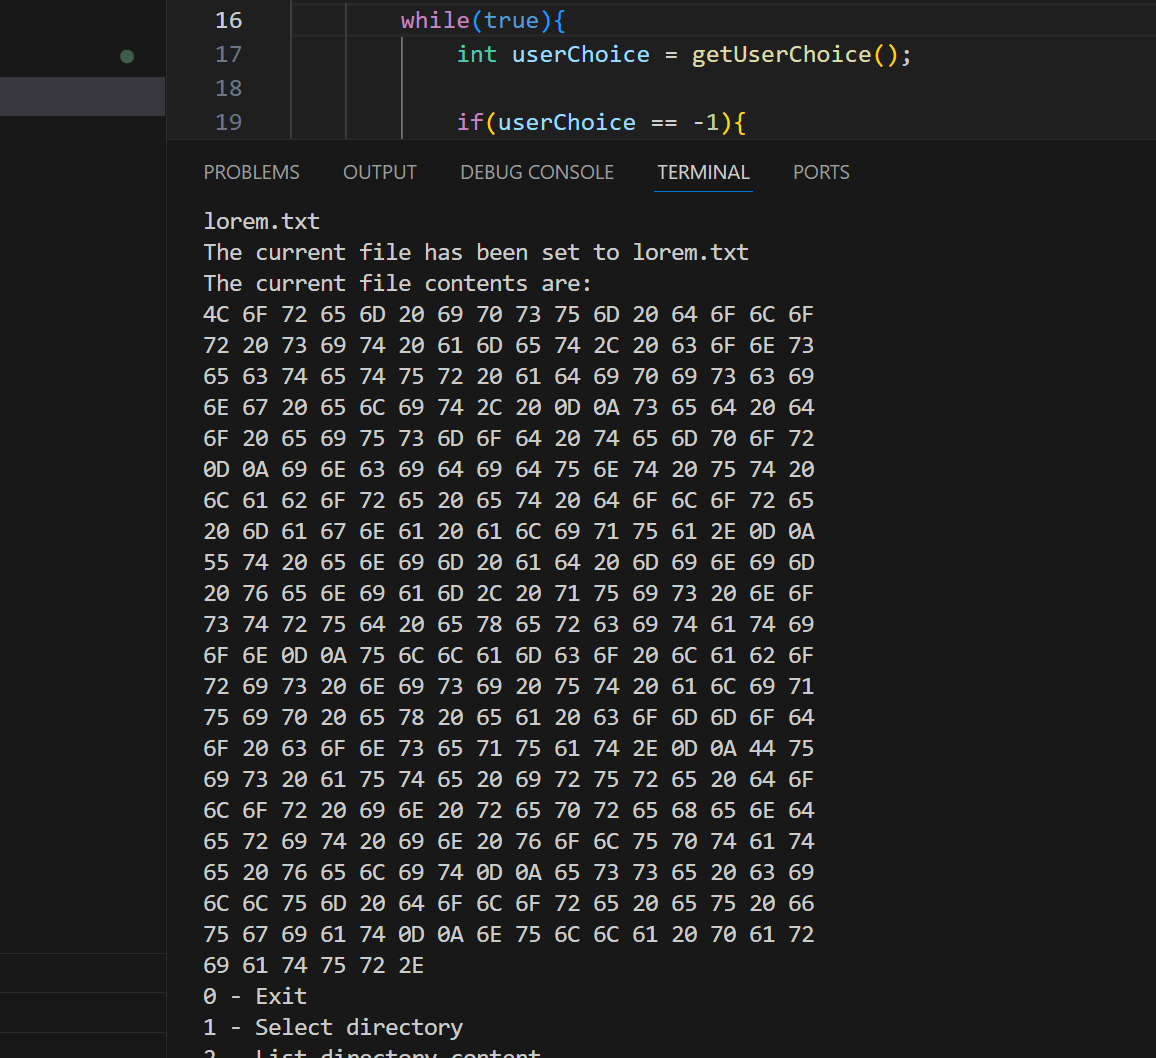 16 while(true){
17 int userChoice = getUserChoice();
18
19 if(userChoice == -1){
PROBLEMS OUTPUT DEBUG CONSOLE TERMINAL PORTS
lorem.txt
The current file has been set to lorem.txt
The current file contents are:
4C 6F 72 65 6D 20 69 70 73 75 6D 20 64 6F 6C 6F
72 20 73 69 74 20 61 6D 65 74 2C 20 63 6F 6E 73
65 63 74 65 74 75 72 20 61 64 69 70 69 73 63 69
6E 67 20 65 6C 69 74 2C 20 0D 0A 73 65 64 20 64
6F 20 65 69 75 73 6D 6F 64 20 74 65 6D 70 6F 72
0D 0A 69 6E 63 69 64 69 64 75 6E 74 20 75 74 20
6C 61 62 6F 72 65 20 65 74 20 64 6F 6C 6F 72 65
20 6D 61 67 6E 61 20 61 6C 69 71 75 61 2E 0D 0A
55 74 20 65 6E 69 6D 20 61 64 20 6D 69 6E 69 6D
20 76 65 6E 69 61 6D 2C 20 71 75 69 73 20 6E 6F
73 74 72 75 64 20 65 78 65 72 63 69 74 61 74 69
6F 6E 0D 0A 75 6C 6C 61 6D 63 6F 20 6C 61 62 6F
72 69 73 20 6E 69 73 69 20 75 74 20 61 6C 69 71
75 69 70 20 65 78 20 65 61 20 63 6F 6D 6D 6F 64
6F 20 63 6F 6E 73 65 71 75 61 74 2E 0D 0A 44 75
69 73 20 61 75 74 65 20 69 72 75 72 65 20 64 6F
6C 6F 72 20 69 6E 20 72 65 70 72 65 68 65 6E 64
65 72 69 74 20 69 6E 20 76 6F 6C 75 70 74 61 74
65 20 76 65 6C 69 74 0D 0A 65 73 73 65 20 63 69
6C 6C 75 6D 20 64 6F 6C 6F 72 65 20 65 75 20 66
75 67 69 61 74 0D 0A 6E 75 6C 6C 61 20 70 61 72
69 61 74 75 72 2E
0 - Exit
1 - Select directory
2 - List directory content